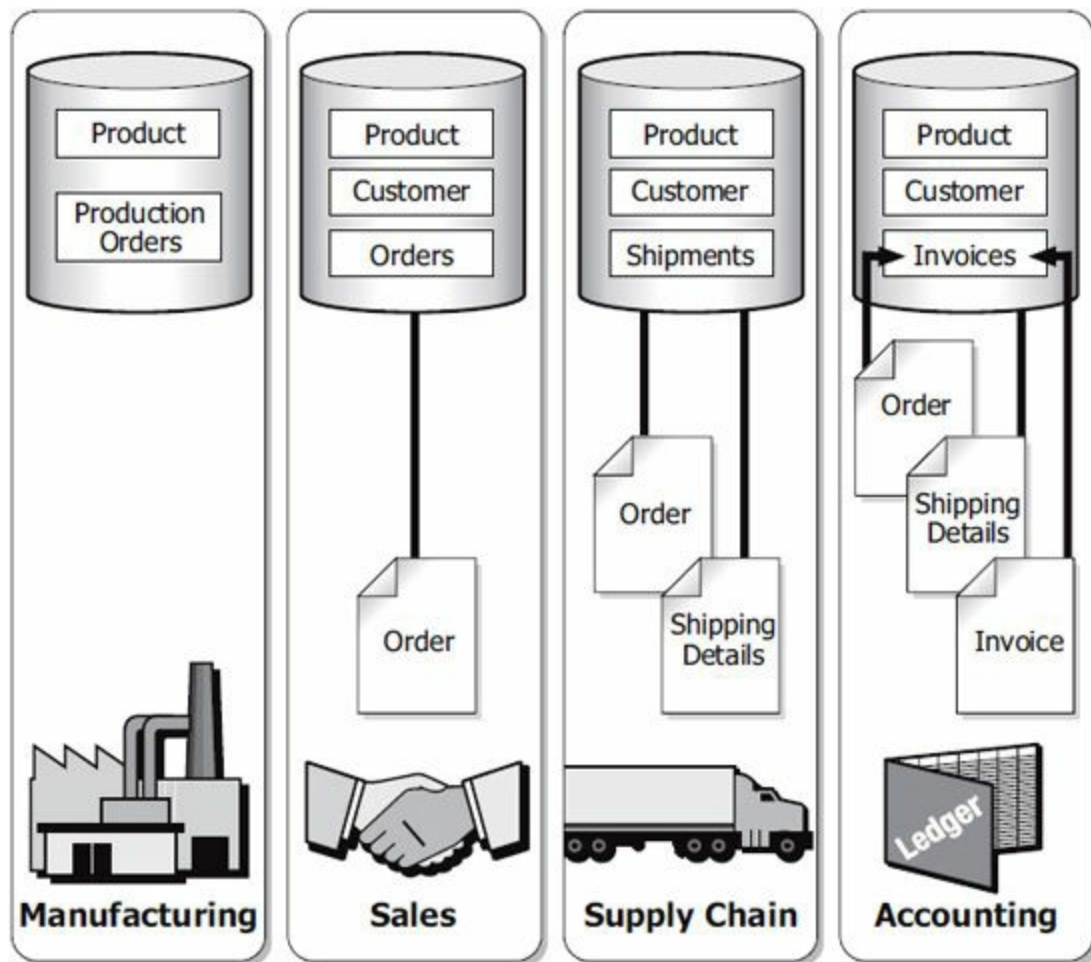 Product
Production
Orders
Manufacturing
Product
Customer
Orders
Order
Sales
Product
Customer
Shipments
Order
Shipping
Details
Supply Chain
Product
Customer
Invoices
Order
Shipping
Details
Invoice
Ledger
Accounting